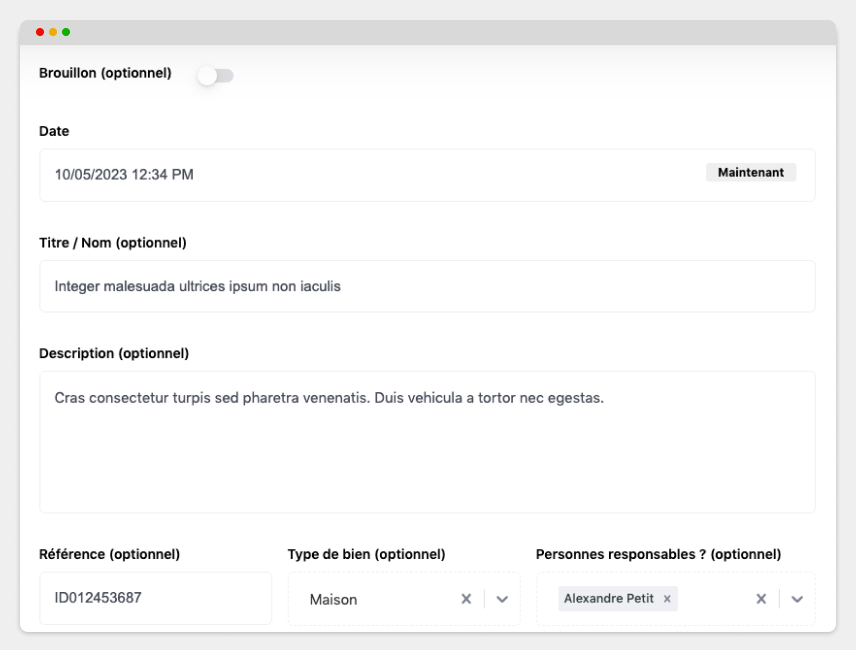 Brouillon (optionnel)
Date
10/05/2023 12:34 PM
Maintenant
Titre / Nom (optionnel)
Integer malesuada ultrices ipsum non iaculis
Description (optionnel)
Cras consectetur turpis sed pharetra venenatis. Duis vehicula a tortor nec egestas.
Référence (optionnel)
Type de bien (optionnel)
Personnes responsables ? (optionnel)
ID012453687
Maison
Alexandre Petit